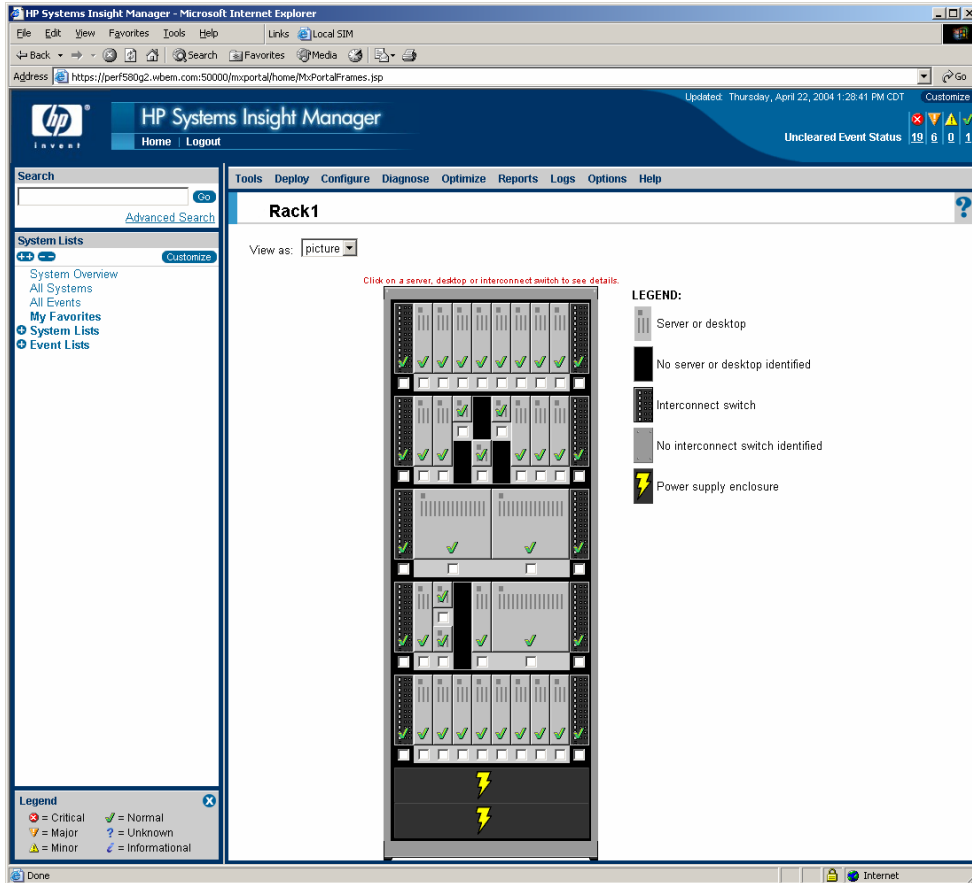 HP Systems Insight Manager - Microsoft Internet Explorer
File Edit View Favorites Tools Help Links Local SIM
Back Search Favorites Media
Address https://perf580g2.wbem.com:50000/mxportal/home/MxPortalFrames.jsp Go
Updated: Thursday, April 22, 2004 1:28:41 PM CDT Customize
hp
invent
HP Systems Insight Manager
Home | Logout
Uncleared Event Status 19 6 0 1
Search
Go
Advanced Search
Tools Deploy Configure Diagnose Optimize Reports Logs Options Help
Rack1 ?
System Lists
Customize
System Overview
All Systems
All Events
My Favorites
System Lists
Event Lists
View as: picture
Click on a server, desktop or interconnect switch to see details.
LEGEND:
Server or desktop
No server or desktop identified
Interconnect switch
No interconnect switch identified
Power supply enclosure
Legend
= Critical = Normal
= Major ? = Unknown
= Minor i = Informational
Done Internet